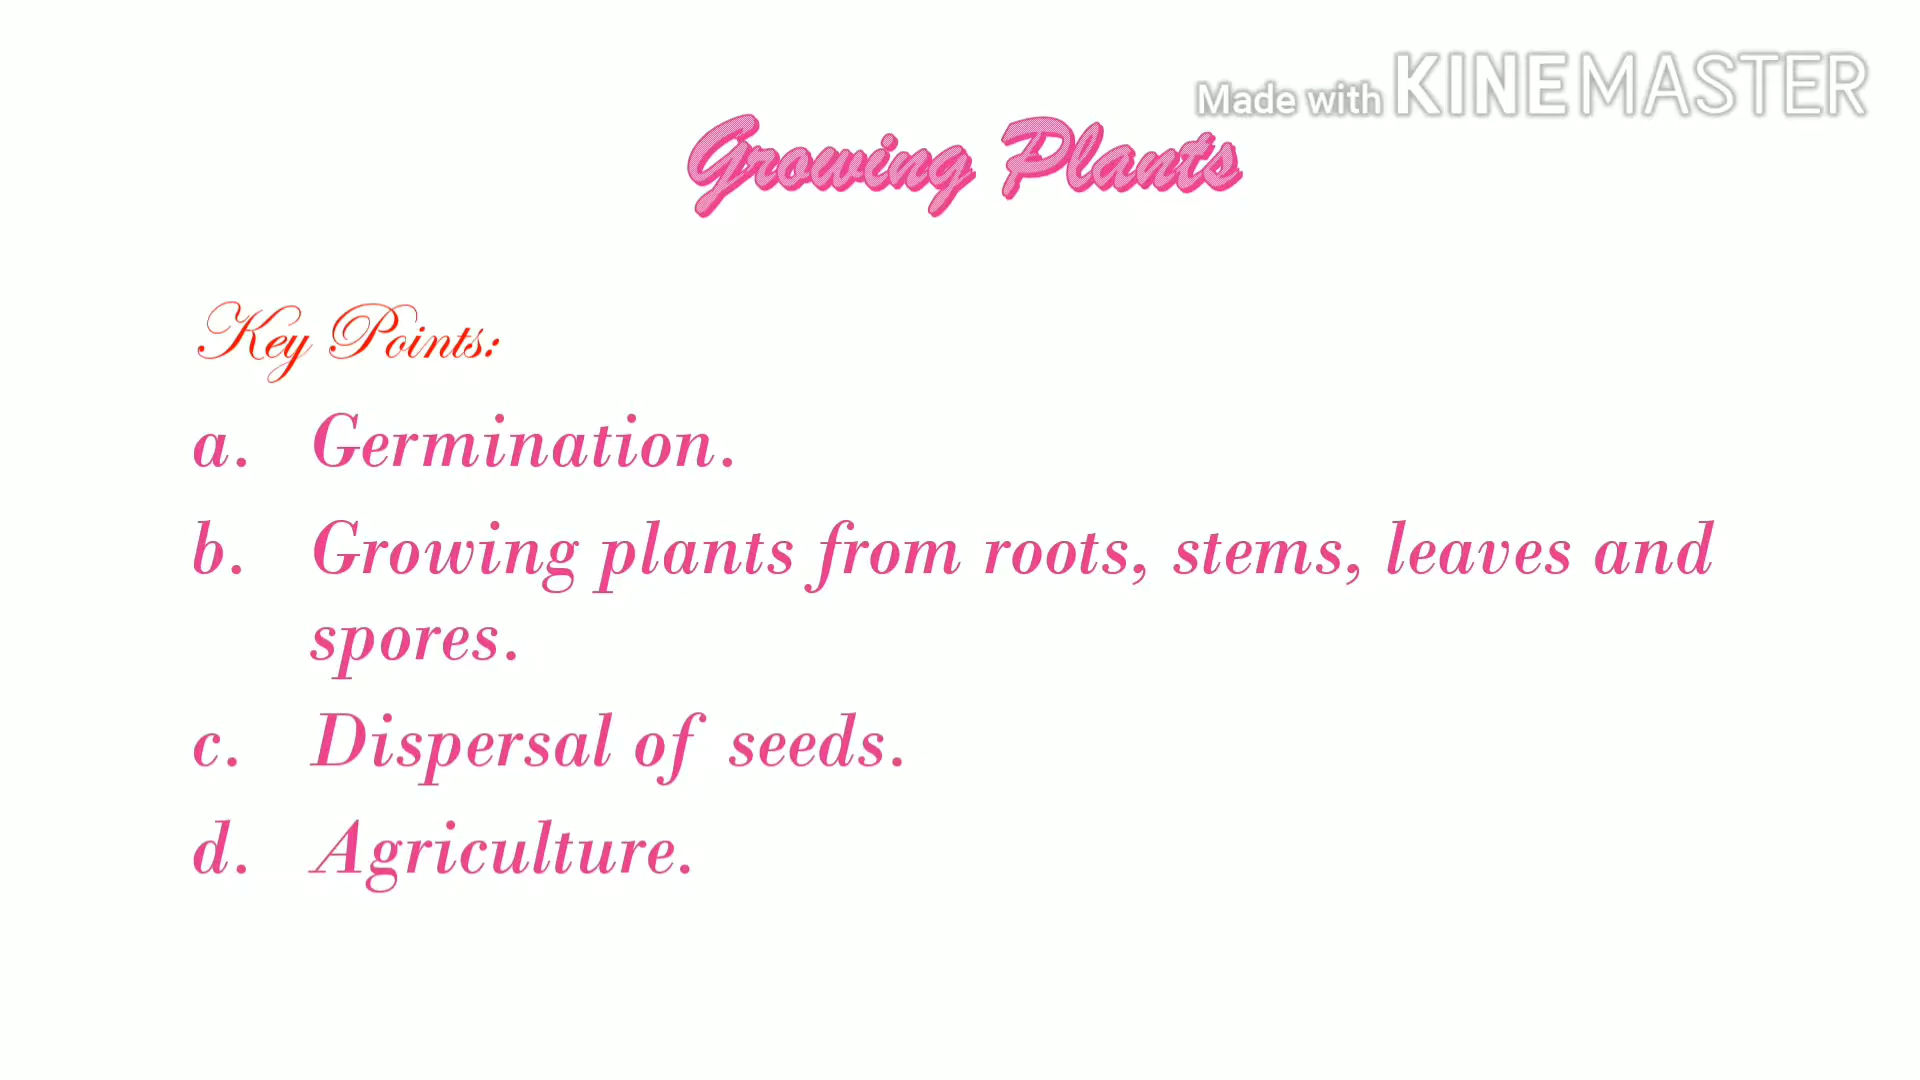 Made with KINEMASTER
Growing Plants
Key Points:
a. Germination.
b. Growing plants from roots, stems, leaves and
spores.
c. Dispersal of seeds.
d. Agriculture.